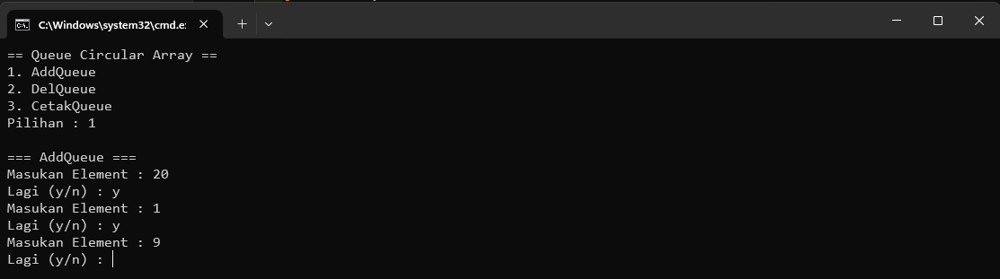 C:\Windows\system32\cmd.e
== Queue Circular Array ==
1. AddQueue
2. DelQueue
3. CetakQueue
Pilihan : 1
=== AddQueue ===
Masukan Element : 20
Lagi (y/n) : y
Masukan Element : 1
Lagi (y/n) : y
Masukan Element : 9
Lagi (y/n) :